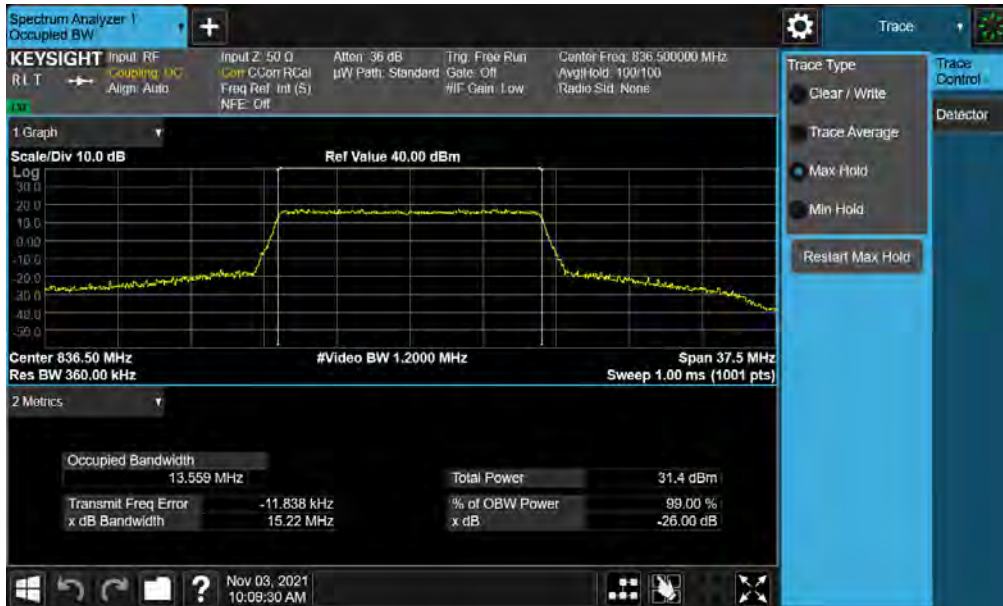 Spectrum Analyzer 1
Occupied BW
+
Trace
KEYSIGHT
Input: RF
Input Z: 50 Ω
Atten: 36 dB
Trig: Free Run
Center Freq: 836.500000 MHz
R L T
Coupling: DC
Corr CCorr RCal
µW Path: Standard
Gate: Off
Avg|Hold: 100/100
Align: Auto
Freq Ref: Int (S)
#IF Gain: Low
Radio Std: None
NFE: Off
Trace Type
Clear / Write
Trace Average
Max Hold
Min Hold
Restart Max Hold
Trace
Control
Detector
1 Graph
Scale/Div 10.0 dB
Ref Value 40.00 dBm
Log
30.0
20.0
10.0
0.00
-10.0
-20.0
-30.0
-40.0
-50.0
Center 836.50 MHz
#Video BW 1.2000 MHz
Span 37.5 MHz
Res BW 360.00 kHz
Sweep 1.00 ms (1001 pts)
2 Metrics
Occupied Bandwidth
13.559 MHz
Total Power
31.4 dBm
Transmit Freq Error
-11.838 kHz
% of OBW Power
99.00 %
x dB Bandwidth
15.22 MHz
x dB
-26.00 dB
?
Nov 03, 2021
10:09:30 AM